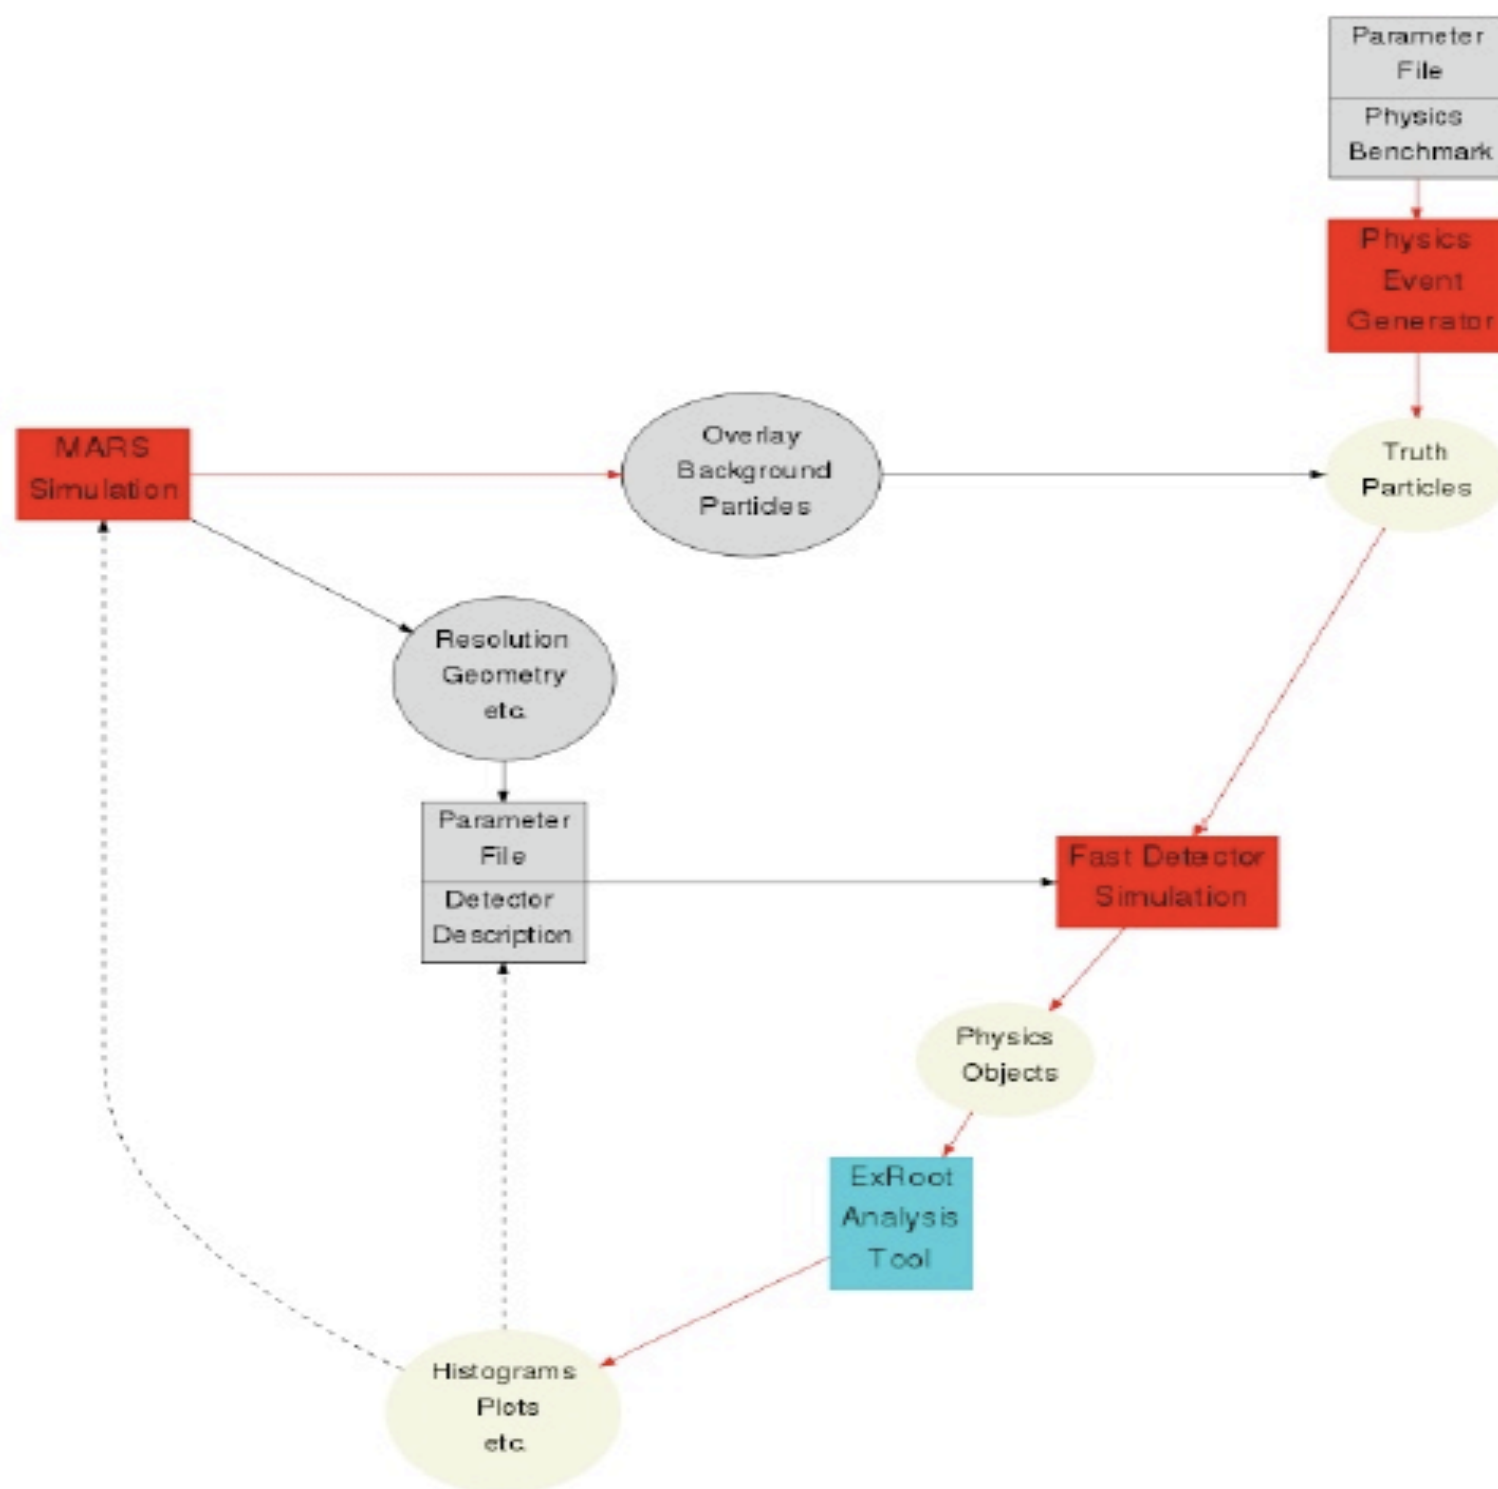 Parameter
File
Physics
Benchmark
Physics
Event
Generator
MARS
Simulation
Overlay
Background
Particles
Truth
Particles
Resolution
Geometry
etc.
Parameter
File
Detector
Description
Fast Detector
Simulation
Physics
Objects
ExRoot
Analysis
Tool
Histograms
Plots
etc.